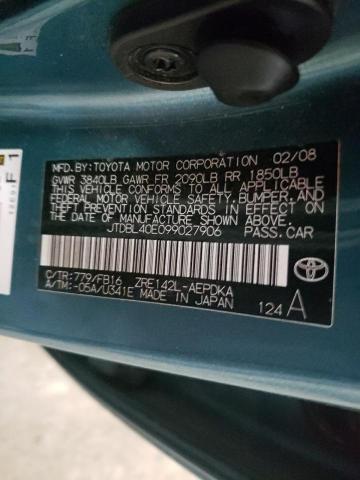 MFD.BY:TOYOTA MOTOR CORPORATION 02/08
GVWR 3840LB GAWR FR 2090LB RR 1850LB
THIS VEHICLE CONFORMS TO ALL APPLICABLE
FEDERAL MOTOR VEHICLE SAFETY, BUMPER,
AND THEFT PREVENTION STANDARDS IN
EFFECT ON THE DATE OF MANUFACTURE
SHOWN ABOVE.
JTDBL40E099027906 PASS.CAR
C/TR:779/FB16 ZRE142L-AEPDKA
A/TM:-05A/U341E MADE IN JAPAN
124 A
F1